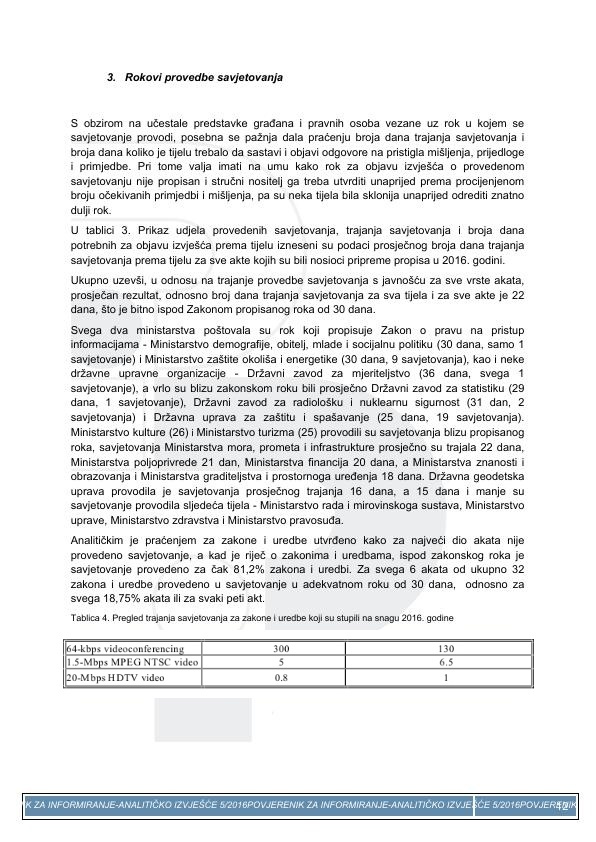 3. Rokovi provedbe savjetovanja
S obzirom na učestale predstavke građana i pravnih osoba vezane uz rok u kojem se
savjetovanje provodi, posebna se pažnja dala praćenju broja dana trajanja savjetovanja i
broja dana koliko je tijelu trebalo da sastavi i objavi odgovore na pristigla mišljenja, prijedloge
i primjedbe. Pri tome valja imati na umu kako rok za objavu izvješća o provedenom
savjetovanju nije propisan i stručni nositelj ga treba utvrditi unaprijed prema procijenjenom
broju očekivanih primjedbi i mišljenja, pa su neka tijela bila sklonija unaprijed odrediti znatno
dulji rok.
U tablici 3. Prikaz udjela provedenih savjetovanja, trajanja savjetovanja i broja dana
potrebnih za objavu izvješća prema tijelu izneseni su podaci prosječnog broja dana trajanja
savjetovanja prema tijelu za sve akte kojih su bili nosioci pripreme propisa u 2016. godini.
Ukupno uzevši, u odnosu na trajanje provedbe savjetovanja s javnošću za sve vrste akata,
prosječan rezultat, odnosno broj dana trajanja savjetovanja za sva tijela i za sve akte je 22
dana, što je bitno ispod Zakonom propisanog roka od 30 dana.
Svega dva ministarstva poštovala su rok koji propisuje Zakon o pravu na pristup
informacijama - Ministarstvo demografije, obitelj, mlade i socijalnu politiku (30 dana, samo 1
savjetovanje) i Ministarstvo zaštite okoliša i energetike (30 dana, 9 savjetovanja), kao i neke
državne upravne organizacije - Državni zavod za mjeriteljstvo (36 dana, svega 1
savjetovanje), a vrlo su blizu zakonskom roku bili prosječno Državni zavod za statistiku (29
dana, 1 savjetovanje), Državni zavod za radiološku i nuklearnu sigurnost (31 dan, 2
savjetovanja) i Državna uprava za zaštitu i spašavanje (25 dana, 19 savjetovanja).
Ministarstvo kulture (26) i Ministarstvo turizma (25) provodili su savjetovanja blizu propisanog
roka, savjetovanja Ministarstva mora, prometa i infrastrukture prosječno su trajala 22 dana,
Ministarstva poljoprivrede 21 dan, Ministarstva financija 20 dana, a Ministarstva znanosti i
obrazovanja i Ministarstva graditeljstva i prostornoga uređenja 18 dana. Državna geodetska
uprava provodila je savjetovanja prosječnog trajanja 16 dana, a 15 dana i manje su
savjetovanje provodila sljedeća tijela - Ministarstvo rada i mirovinskoga sustava, Ministarstvo
uprave, Ministarstvo zdravstva i Ministarstvo pravosuđa.
Analitičkim je praćenjem za zakone i uredbe utvrđeno kako za najveći dio akata nije
provedeno savjetovanje, a kad je riječ o zakonima i uredbama, ispod zakonskog roka je
savjetovanje provedeno za čak 81,2% zakona i uredbi. Za svega 6 akata od ukupno 32
zakona i uredbe provedeno u savjetovanje u adekvatnom roku od 30 dana, odnosno za
svega 18,75% akata ili za svaki peti akt.
Tablica 4. Pregled trajanja savjetovanja za zakone i uredbe koji su stupili na snagu 2016. godine
64-kbps videoconferencing 300 130
1.5-Mbps MPEG NTSC video 5 6.5
20-Mbps HDTV video 0.8 1
IK ZA INFORMIRANJE-ANALITIČKO IZVJEŠĆE 5/2016POVJERENIK ZA INFORMIRANJE-ANALITIČKO IZVJEŠĆE 5/2016POVJERENIK
12